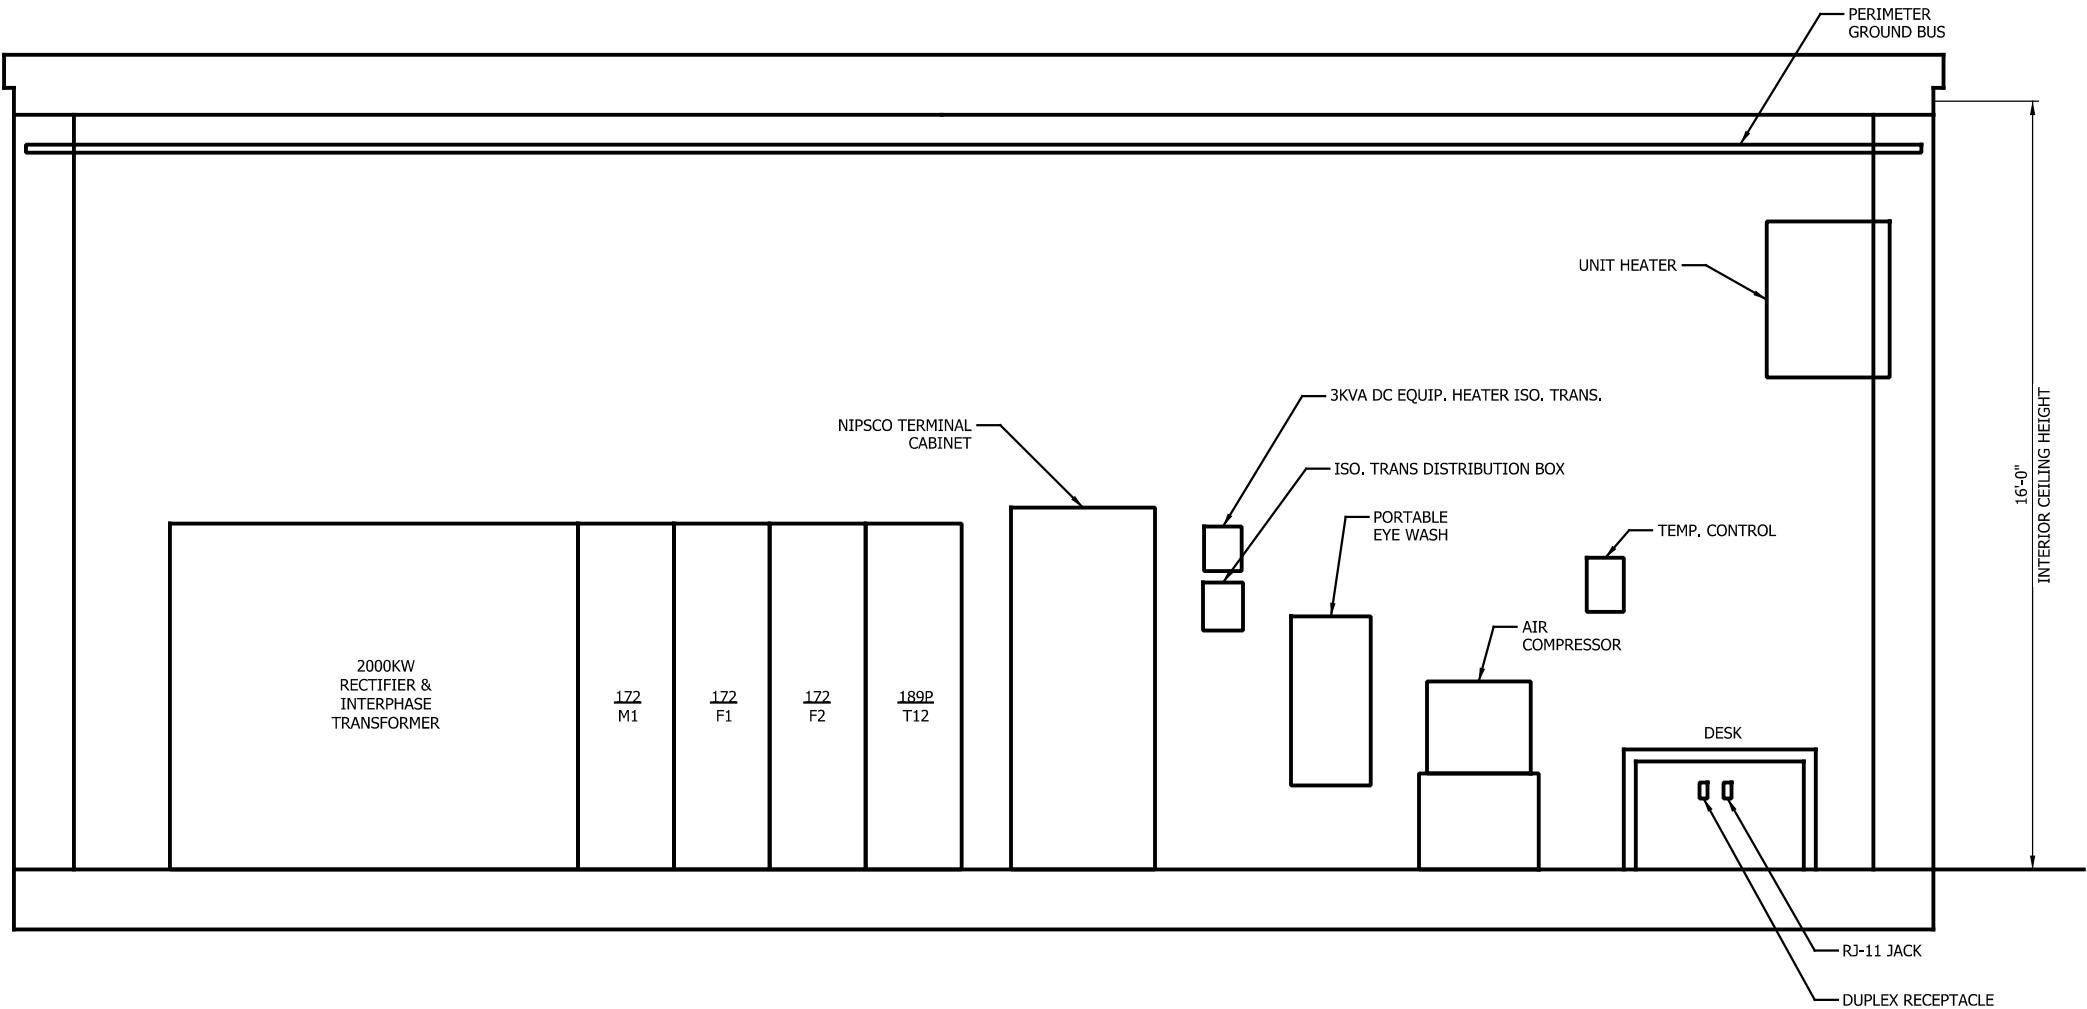 PERIMETER
GROUND BUS
UNIT HEATER
3KVA DC EQUIP. HEATER ISO. TRANS.
NIPSCO TERMINAL
CABINET
ISO. TRANS DISTRIBUTION BOX
16'-0"
INTERIOR CEILING HEIGHT
PORTABLE
EYE WASH
TEMP. CONTROL
AIR
COMPRESSOR
2000KW
RECTIFIER &
INTERPHASE
TRANSFORMER
172
M1
172
F1
172
F2
189P
T12
DESK
RJ-11 JACK
DUPLEX RECEPTACLE